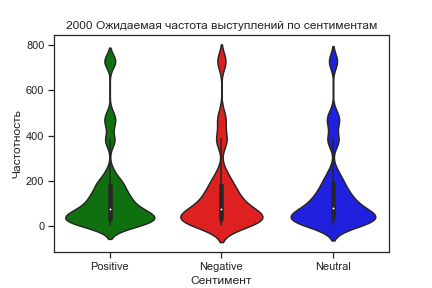 2000 Ожидаемая частота выступлений по сентиментам
800
600
400
200
0
Частотность
Positive
Negative
Neutral
Сентимент